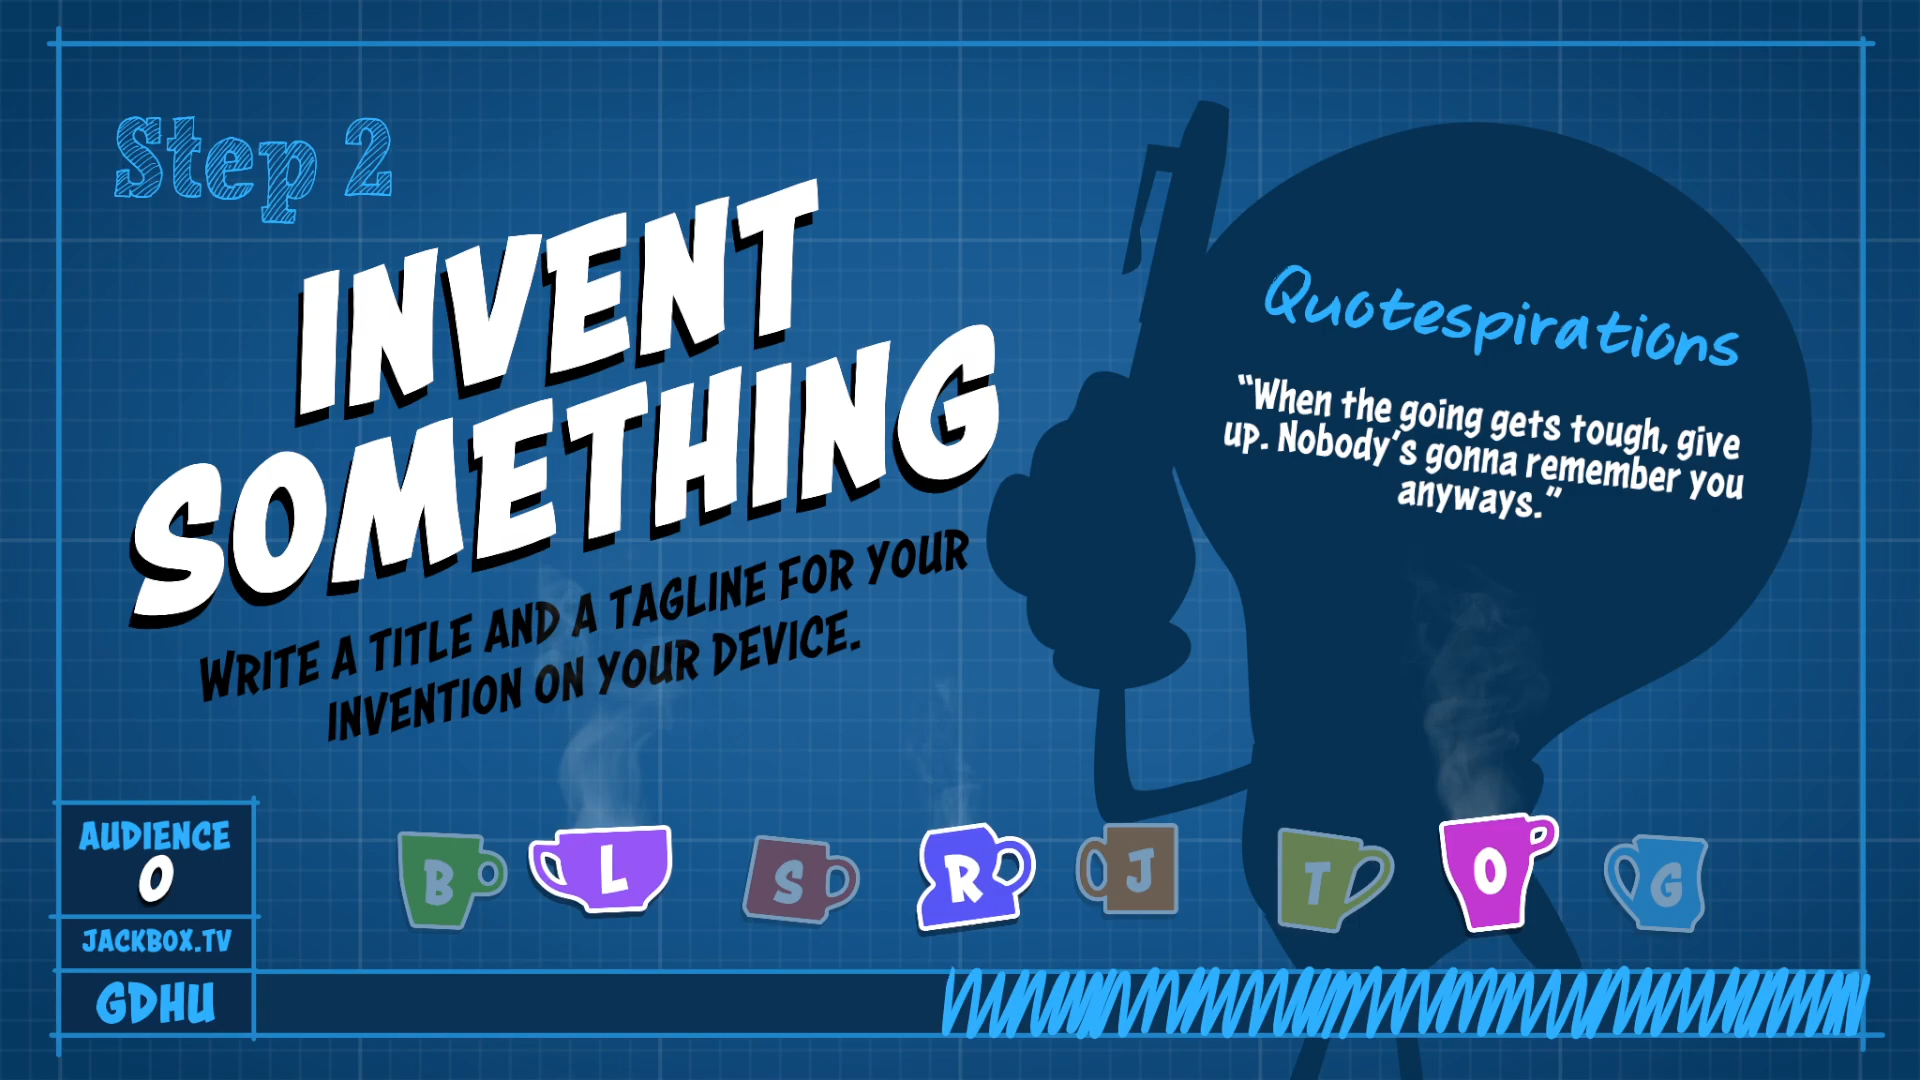 Step 2
INVENT
SOMETHING
WRITE A TITLE AND A TAGLINE FOR YOUR
INVENTION ON YOUR DEVICE.
Quotespirations
“When the going gets tough, give
up. Nobody’s gonna remember you
anyways.”
B L S R J T O G
AUDIENCE
0
JACKBOX.TV
GDHU